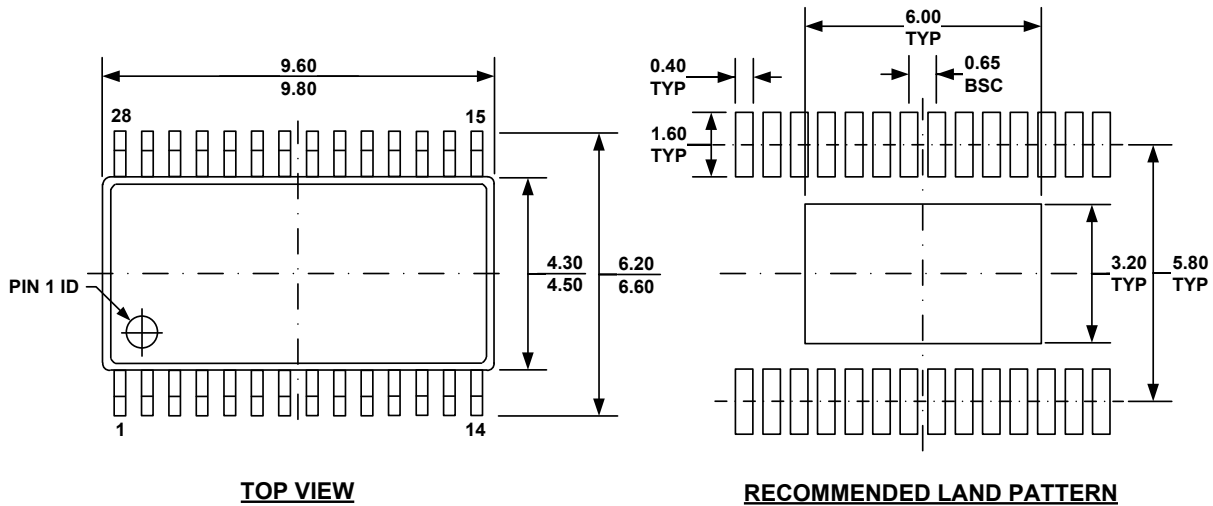 9.60
9.80
28
15
4.30
4.50
6.20
6.60
PIN 1 ID
1
14
TOP VIEW
6.00
TYP
0.40
TYP
0.65
BSC
1.60
TYP
3.20
TYP
5.80
TYP
RECOMMENDED LAND PATTERN